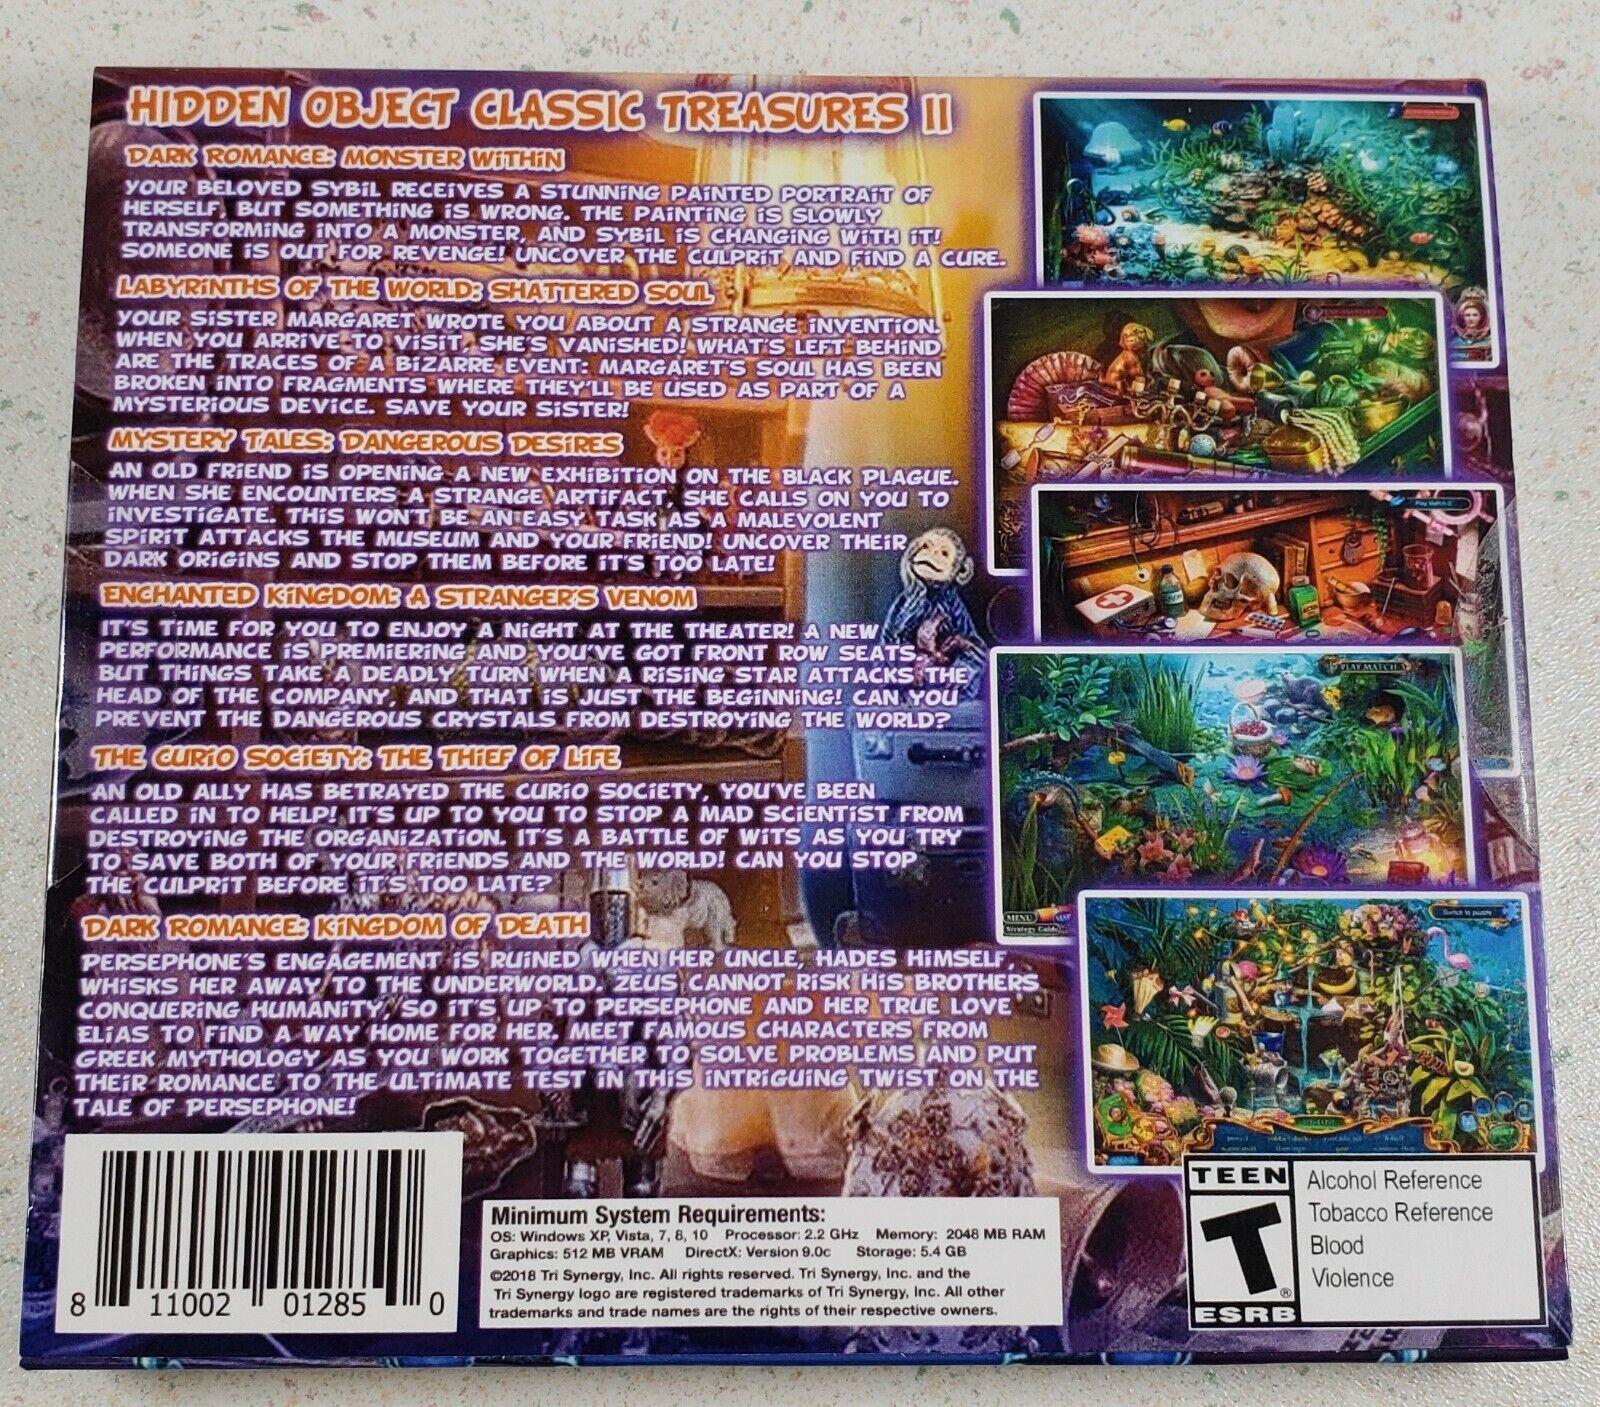 HIDDEN OBJECT CLASSIC TREASURES II
DARK ROMANCE: MONSTER WITHIN
YOUR BELOVED SYBIL RECEIVES A STUNNING PAINTED PORTRAIT OF
HERSELF, BUT SOMETHING IS WRONG. THE PAINTING IS SLOWLY
TRANSFORMING INTO A MONSTER, AND SYBIL IS CHANGING WITH IT!
SOMEONE IS OUT FOR REVENGE! UNCOVER THE CULPRIT AND FIND A CURE.
LABYRINTHS OF THE WORLD: SHATTERED SOUL
YOUR SISTER MARGARET WROTE YOU ABOUT A STRANGE INVENTION.
WHEN YOU ARRIVE TO VISIT, SHE'S VANISHED! WHAT'S LEFT BEHIND
ARE THE TRACES OF A BIZARRE EVENT: MARGARET'S SOUL HAS BEEN
BROKEN INTO FRAGMENTS WHERE THEY'LL BE USED AS PART OF A
MYSTERIOUS DEVICE. SAVE YOUR SISTER!
MYSTERY TALES: DANGEROUS DESIRES
AN OLD FRIEND IS OPENING A NEW EXHIBITION ON THE BLACK PLAGUE.
WHEN SHE ENCOUNTERS A STRANGE ARTIFACT, SHE CALLS ON YOU TO
INVESTIGATE. THIS WON'T BE AN EASY TASK AS A MALEVOLENT
SPIRIT ATTACKS THE MUSEUM AND YOUR FRIEND! UNCOVER THEIR
DARK ORIGINS AND STOP THEM BEFORE IT'S TOO LATE!
ENCHANTED KINGDOM: A STRANGER'S VENOM
IT'S TIME FOR YOU TO ENJOY A NIGHT AT THE THEATER! A NEW
PERFORMANCE IS PREMIERING AND YOU'VE GOT FRONT ROW SEATS.
BUT THINGS TAKE A DEADLY TURN WHEN A RISING STAR ATTACKS THE
HEAD OF THE COMPANY, AND THAT IS JUST THE BEGINNING! CAN YOU
PREVENT THE DANGEROUS CRYSTALS FROM DESTROYING THE WORLD?
THE CURIO SOCIETY: THE THIEF OF LIFE
AN OLD ALLY HAS BETRAYED THE CURIO SOCIETY, YOU'VE BEEN
CALLED IN TO HELP! IT'S UP TO YOU TO STOP A MAD SCIENTIST FROM
DESTROYING THE ORGANIZATION. IT'S A BATTLE OF WITS AS YOU TRY
TO SAVE BOTH OF YOUR FRIENDS AND THE WORLD! CAN YOU STOP
THE CULPRIT BEFORE IT'S TOO LATE?
DARK ROMANCE: KINGDOM OF DEATH
PERSEPHONE'S ENGAGEMENT IS RUINED WHEN HER UNCLE, HADES HIMSELF,
WHISKS HER AWAY TO THE UNDERWORLD. ZEUS CANNOT RISK HIS BROTHERS
CONQUERING HUMANITY, SO IT'S UP TO PERSEPHONE AND HER TRUE LOVE
ELIAS TO FIND A WAY HOME FOR HER. MEET FAMOUS CHARACTERS FROM
GREEK MYTHOLOGY AS YOU WORK TOGETHER TO SOLVE PROBLEMS AND PUT
THEIR ROMANCE TO THE ULTIMATE TEST IN THIS INTRIGUING TWIST ON THE
TALE OF PERSEPHONE!
Play Match-3
PLAY MATCH 3
MENU
Strategy Guide
Switch to puzzle
8 11002 01285 0
Minimum System Requirements:
OS: Windows XP, Vista, 7, 8, 10 Processor: 2.2 GHz Memory: 2048 MB RAM
Graphics: 512 MB VRAM DirectX: Version 9.0c Storage: 5.4 GB
©2018 Tri Synergy, Inc. All rights reserved. Tri Synergy, Inc. and the
Tri Synergy logo are registered trademarks of Tri Synergy, Inc. All other
trademarks and trade names are the rights of their respective owners.
TEEN
T
®
ESRB
Alcohol Reference
Tobacco Reference
Blood
Violence